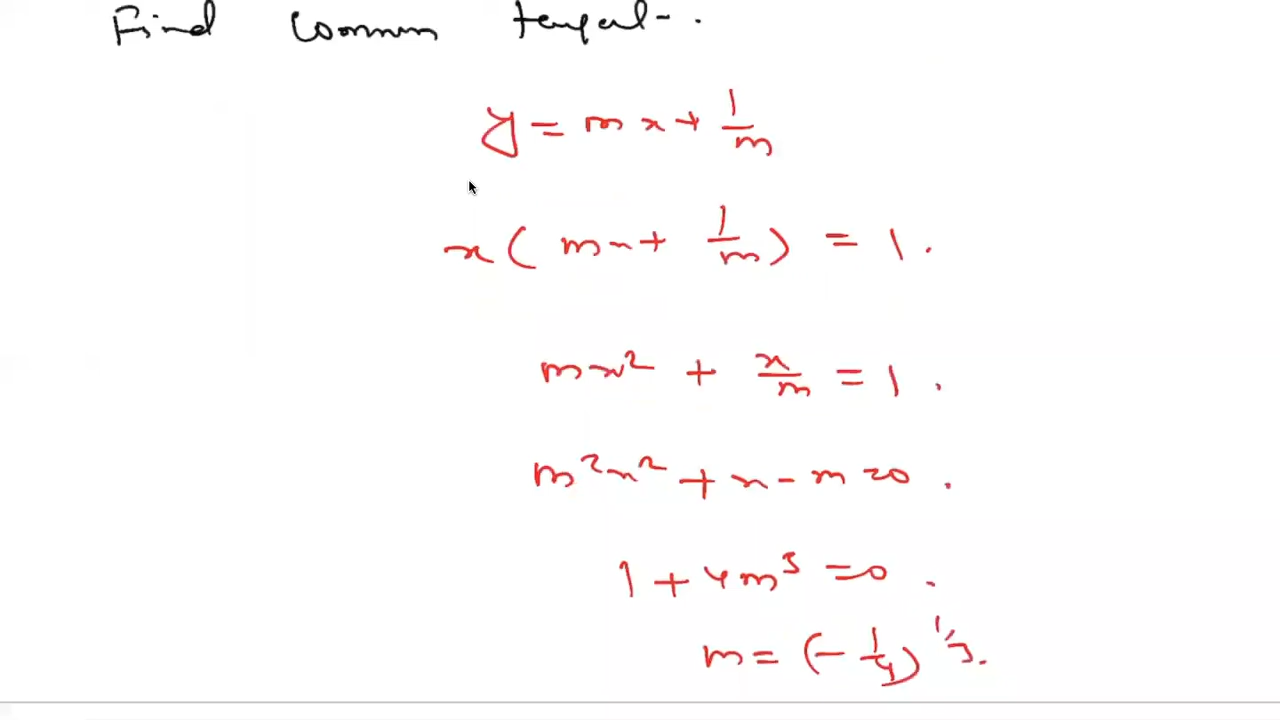 Find common tangent :
y = mx + 1/m
x ( mx + 1/m ) = 1 .
mx² + x/m = 1 .
m²x² + x - m = 0 .
1 + 4m³ = 0 .
m = ( - 1/4 )^1/3 .